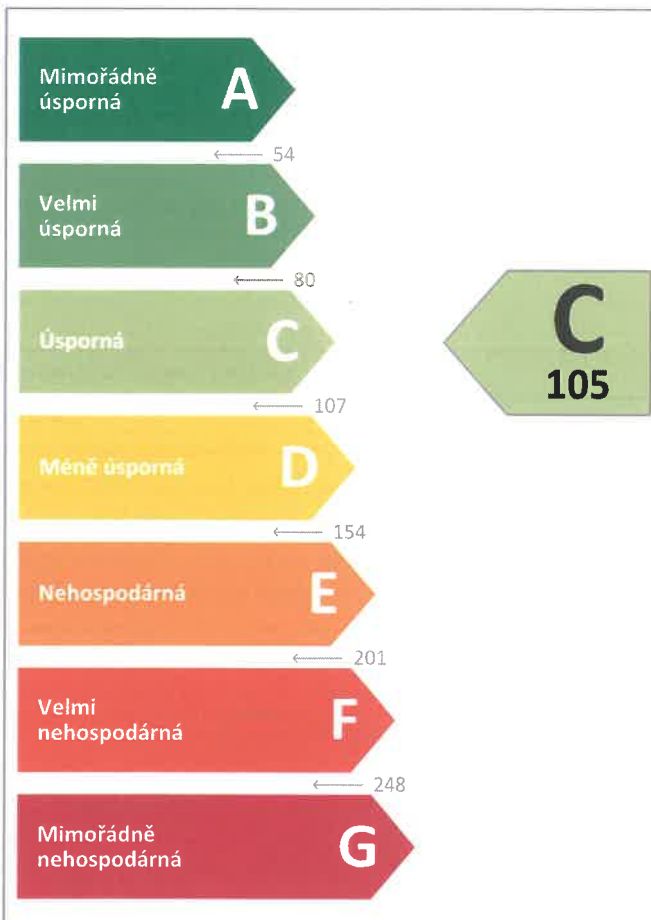 Mimořádně
úsporná
A
← 54
Velmi
úsporná
B
← 80
Úsporná
C
C
105
← 107
Méně úsporná
D
← 154
Nehospodárná
E
← 201
Velmi
nehospodárná
F
← 248
Mimořádně
nehospodárná
G